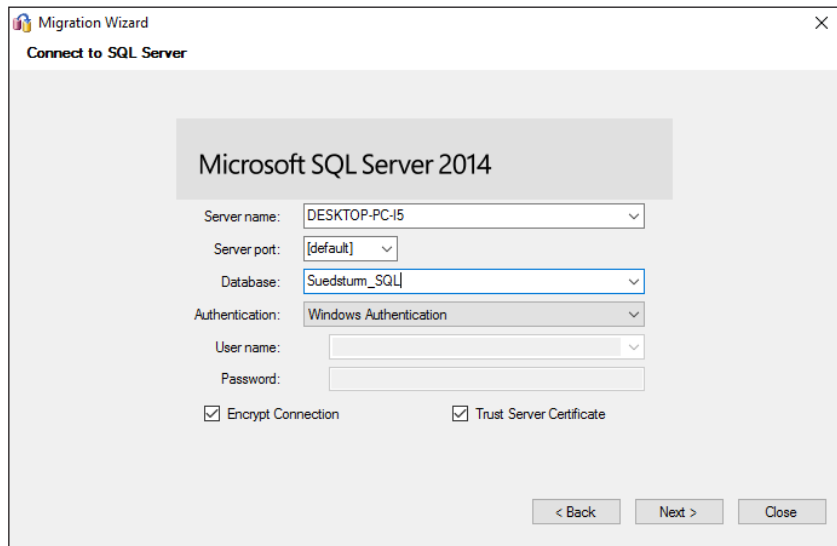 Migration Wizard
Connect to SQL Server
Microsoft SQL Server 2014
Server name: DESKTOP-PC-I5
Server port: [default]
Database: Suedsturm_SQL
Authentication: Windows Authentication
User name:
Password:
Encrypt Connection Trust Server Certificate
< Back Next > Close